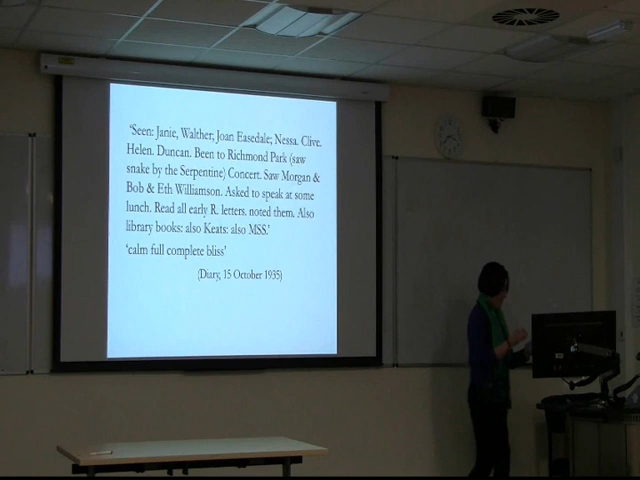 'Seen: Janie, Walther; Joan Easedale; Nessa. Clive.
Helen. Duncan. Been to Richmond Park (saw
snake by the Serpentine) Concert. Saw Morgan &
Bob & Eth Williamson. Asked to speak at some
lunch. Read all early R. letters. noted them. Also
library books: also Keats: also MSS.'
'calm full complete bliss'
(Diary, 15 October 1935)